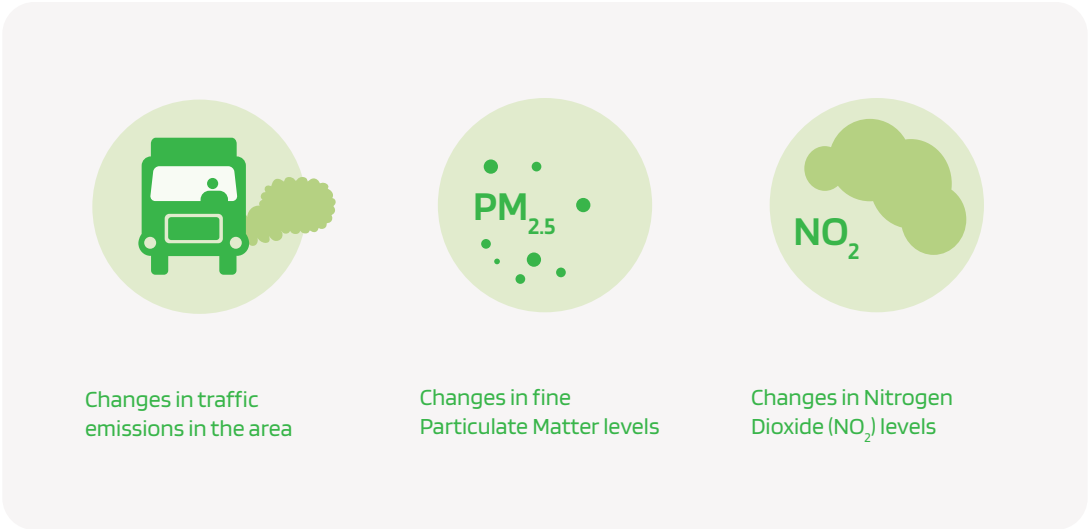 PM2.5
NO2
Changes in traffic
emissions in the area
Changes in fine
Particulate Matter levels
Changes in Nitrogen
Dioxide (NO2) levels